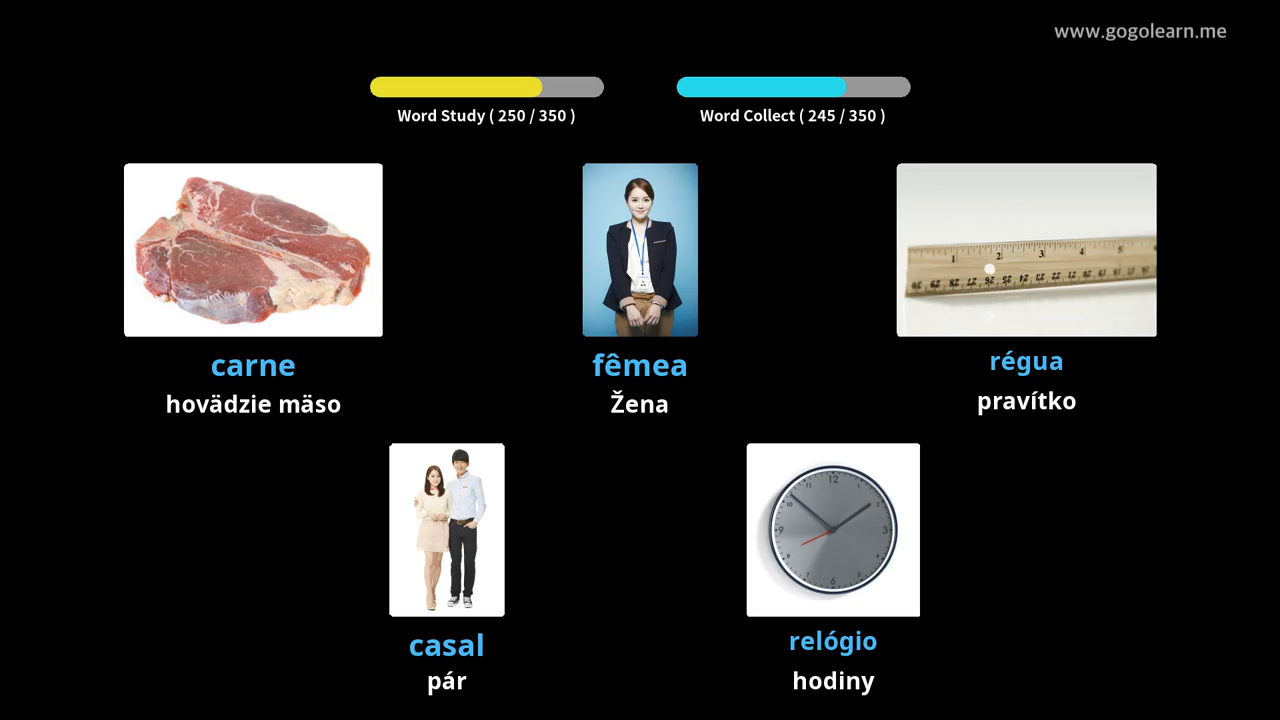 www.gogolearn.me
Word Study ( 250 / 350 )
Word Collect ( 245 / 350 )
carne
hovädzie mäso
fêmea
Žena
régua
pravítko
casal
pár
relógio
hodiny